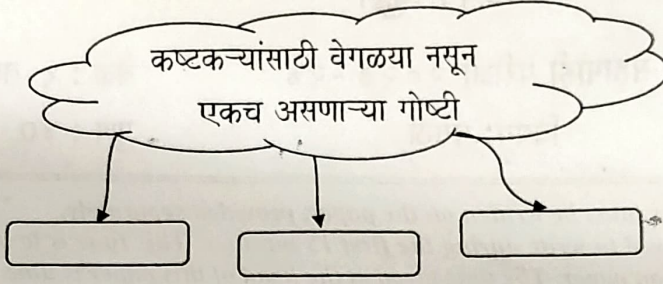 कष्टकऱ्यांसाठी वेगळया नसून
एकच असणाऱ्या गोष्टी